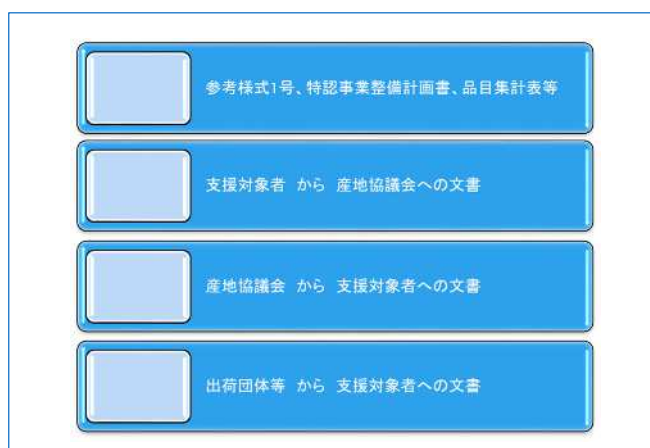 参考様式1号、特認事業整備計画書、品目集計表等
支援対象者 から 産地協議会への文書
産地協議会 から 支援対象者への文書
出荷団体等 から 支援対象者への文書